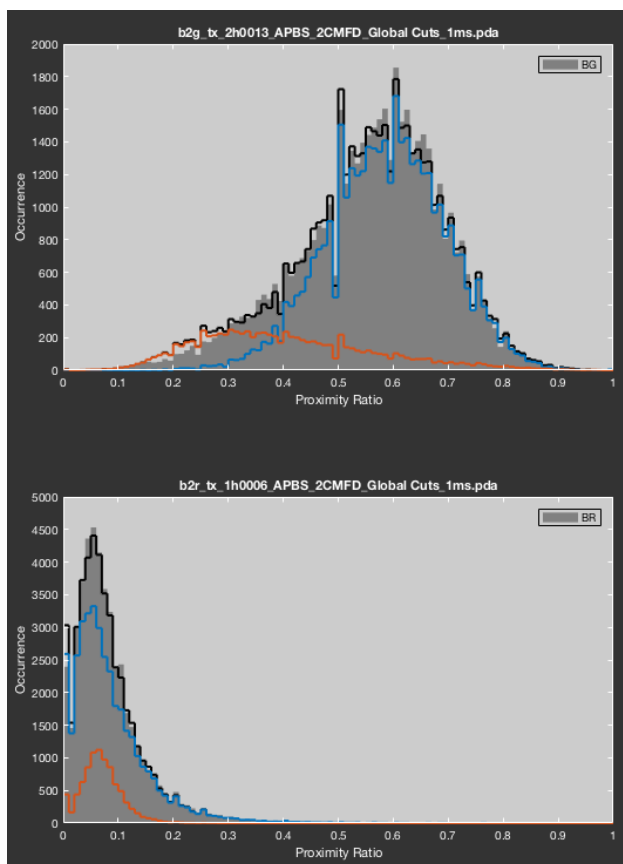 b2g_tx_2h0013_APBS_2CMFD_Global Cuts_1ms.pda
2000
1800
1600
1400
1200
1000
800
600
400
200
0
Occurrence
BG
0 0.1 0.2 0.3 0.4 0.5 0.6 0.7 0.8 0.9 1
Proximity Ratio
b2r_tx_1h0006_APBS_2CMFD_Global Cuts_1ms.pda
5000
4500
4000
3500
3000
2500
2000
1500
1000
500
0
Occurrence
BR
0 0.1 0.2 0.3 0.4 0.5 0.6 0.7 0.8 0.9 1
Proximity Ratio